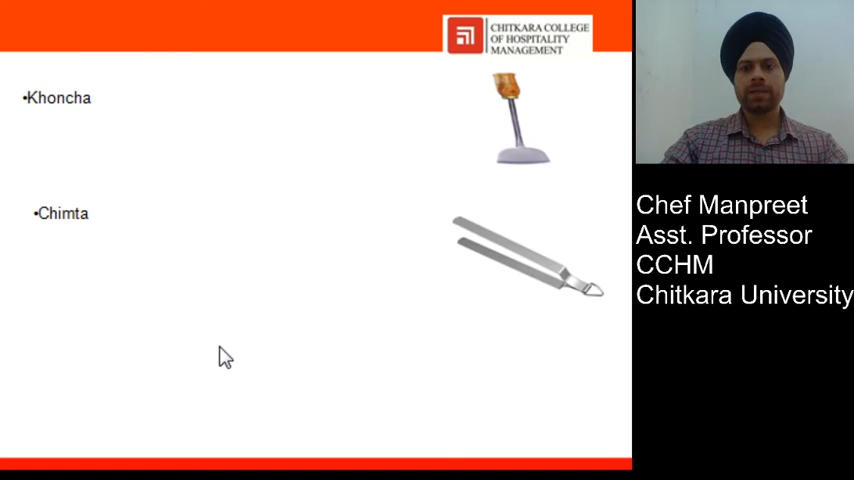 CHITKARA COLLEGE
OF HOSPITALITY
MANAGEMENT
•Khoncha
•Chimta
Chef Manpreet
Asst. Professor
CCHM
Chitkara University